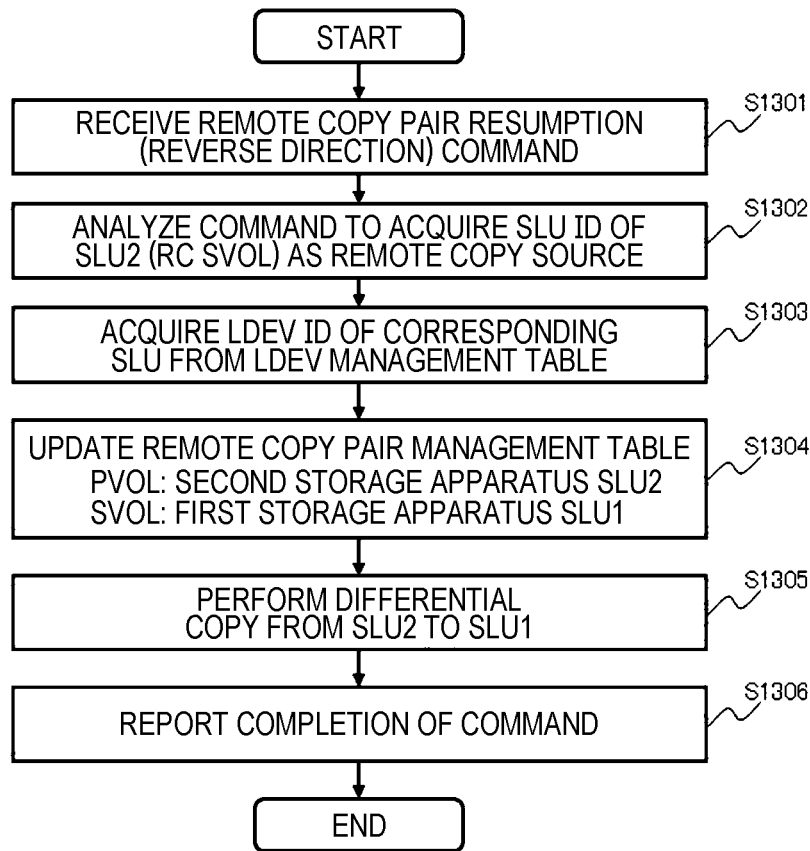 START
S1301
RECEIVE REMOTE COPY PAIR RESUMPTION
(REVERSE DIRECTION) COMMAND
S1302
ANALYZE COMMAND TO ACQUIRE SLU ID OF
SLU2 (RC SVOL) AS REMOTE COPY SOURCE
S1303
ACQUIRE LDEV ID OF CORRESPONDING
SLU FROM LDEV MANAGEMENT TABLE
S1304
UPDATE REMOTE COPY PAIR MANAGEMENT TABLE
PVOL: SECOND STORAGE APPARATUS SLU2
SVOL: FIRST STORAGE APPARATUS SLU1
S1305
PERFORM DIFFERENTIAL
COPY FROM SLU2 TO SLU1
S1306
REPORT COMPLETION OF COMMAND
END